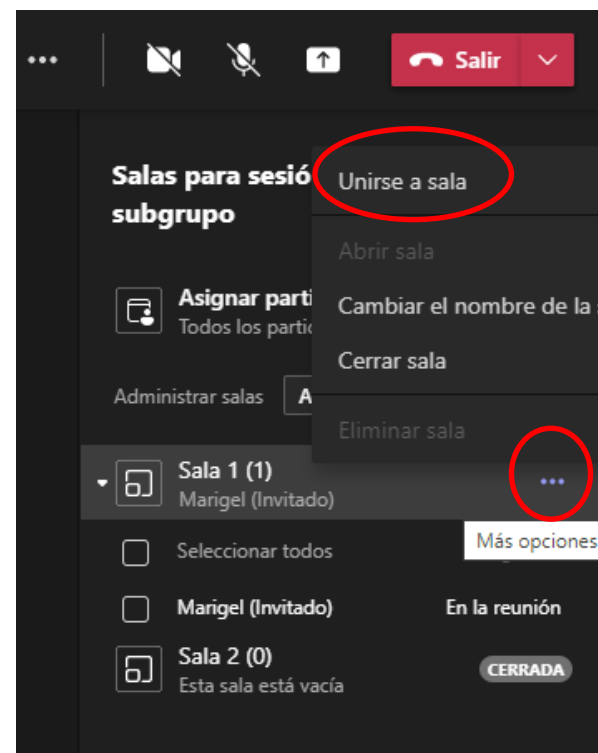 Salir
Salas para sesió
subgrupo
Unirse a sala
Abrir sala
Asignar parti
Todos los partic
Cambiar el nombre de la
Cerrar sala
Administrar salas A
Eliminar sala
Sala 1 (1)
Marigel (Invitado)
Más opciones
Seleccionar todos
Marigel (Invitado) En la reunión
Sala 2 (0)
Esta sala está vacía
CERRADA